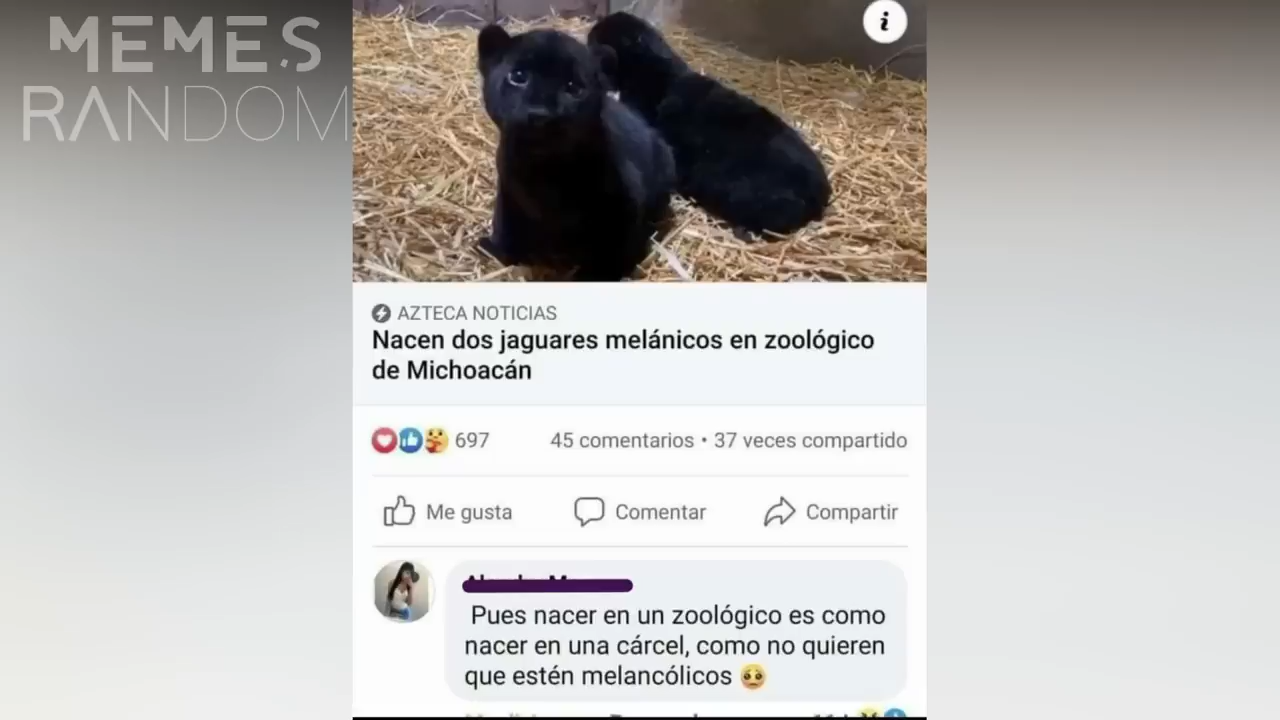 MEMES
RANDOM
AZTECA NOTICIAS
Nacen dos jaguares melánicos en zoológico
de Michoacán
697
45 comentarios • 37 veces compartido
Me gusta
Comentar
Compartir
Pues nacer en un zoológico es como
nacer en una cárcel, como no quieren
que estén melancólicos